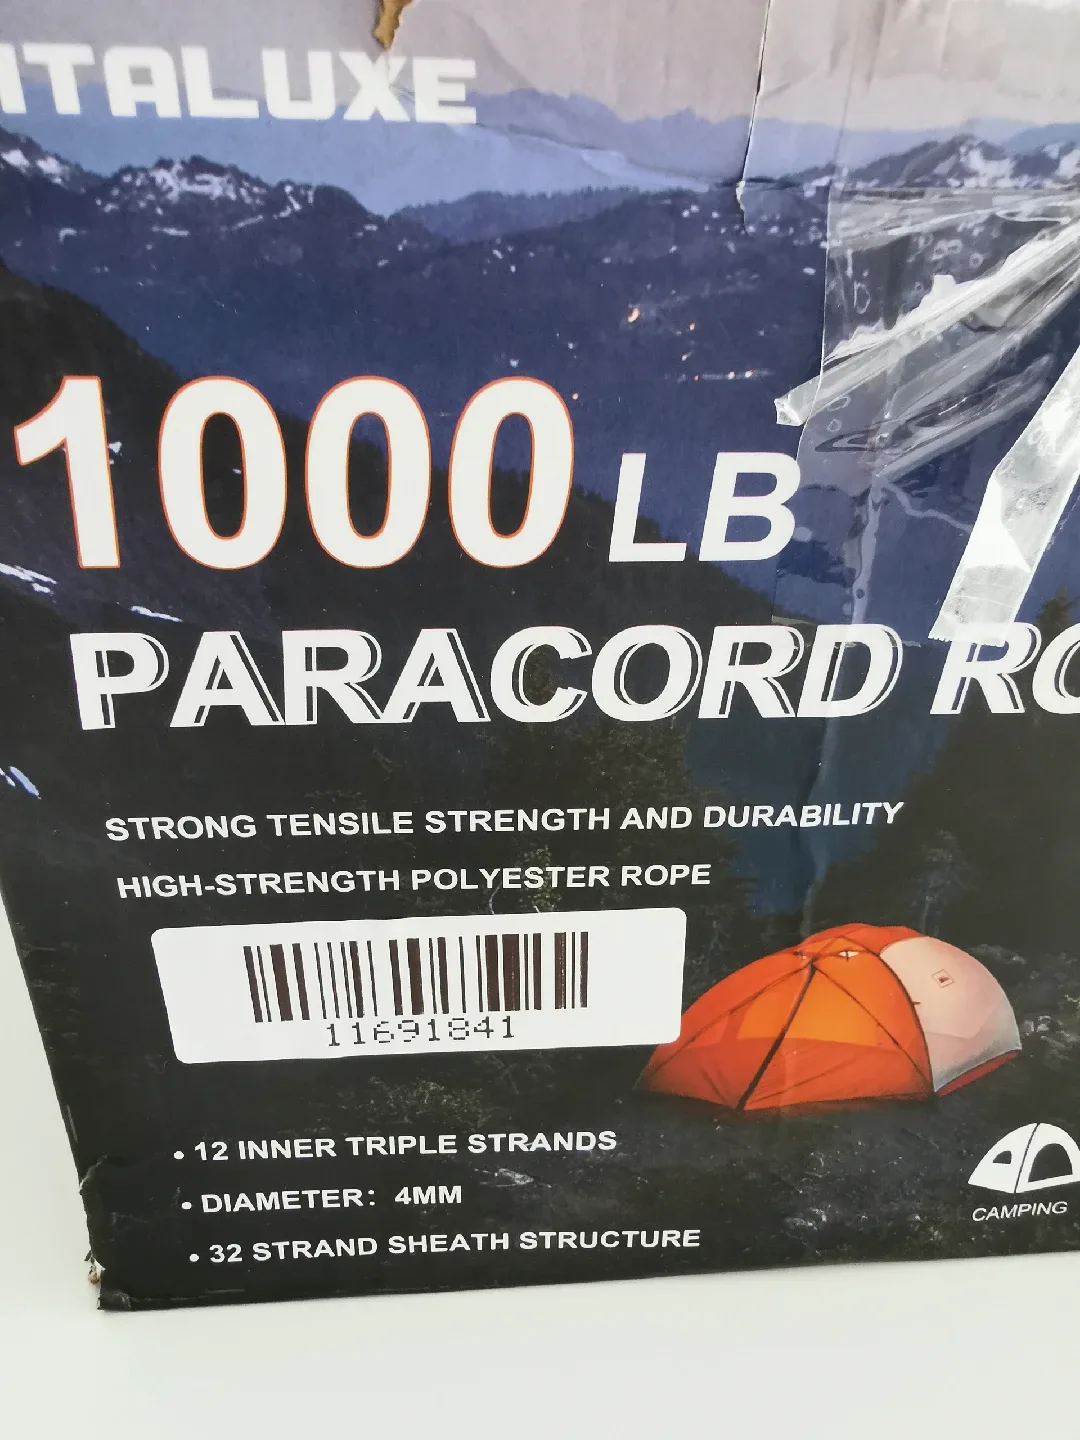 ITALUXE
1000 LB
PARACORD RO
STRONG TENSILE STRENGTH AND DURABILITY
HIGH-STRENGTH POLYESTER ROPE
11691841
• 12 INNER TRIPLE STRANDS
• DIAMETER: 4MM
• 32 STRAND SHEATH STRUCTURE
CAMPING